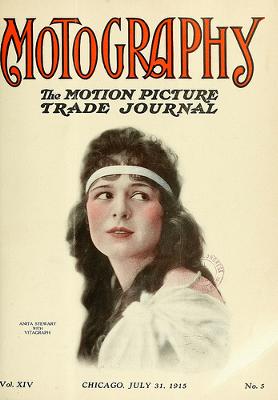 MOTOGRAPHY
The MOTION PICTURE
TRADE JOURNAL
ANITA STEWART
WITH
VITAGRAPH
Vol. XIV
CHICAGO, JULY 31, 1915
No. 5